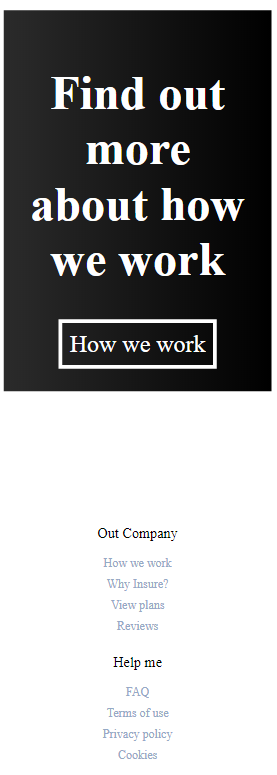 Find out
more
about how
we work
How we work
Out Company
How we work
Why Insure?
View plans
Reviews
Help me
FAQ
Terms of use
Privacy policy
Cookies